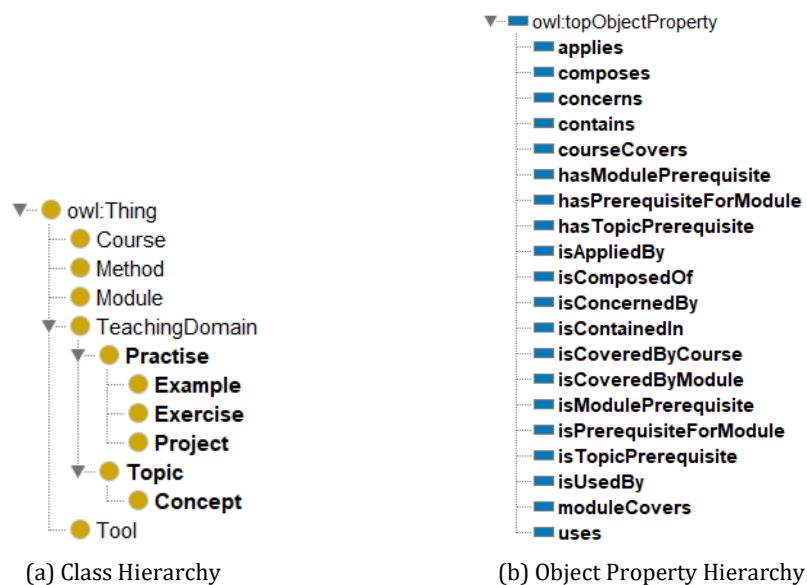 owl:Thing
Course
Method
Module
TeachingDomain
Practise
Example
Exercise
Project
Topic
Concept
Tool
(a) Class Hierarchy
owl:topObjectProperty
applies
composes
concerns
contains
courseCovers
hasModulePrerequisite
hasPrerequisiteForModule
hasTopicPrerequisite
isAppliedBy
isComposedOf
isConcernedBy
isContainedIn
isCoveredByCourse
isCoveredByModule
isModulePrerequisite
isPrerequisiteForModule
isTopicPrerequisite
isUsedBy
moduleCovers
uses
(b) Object Property Hierarchy